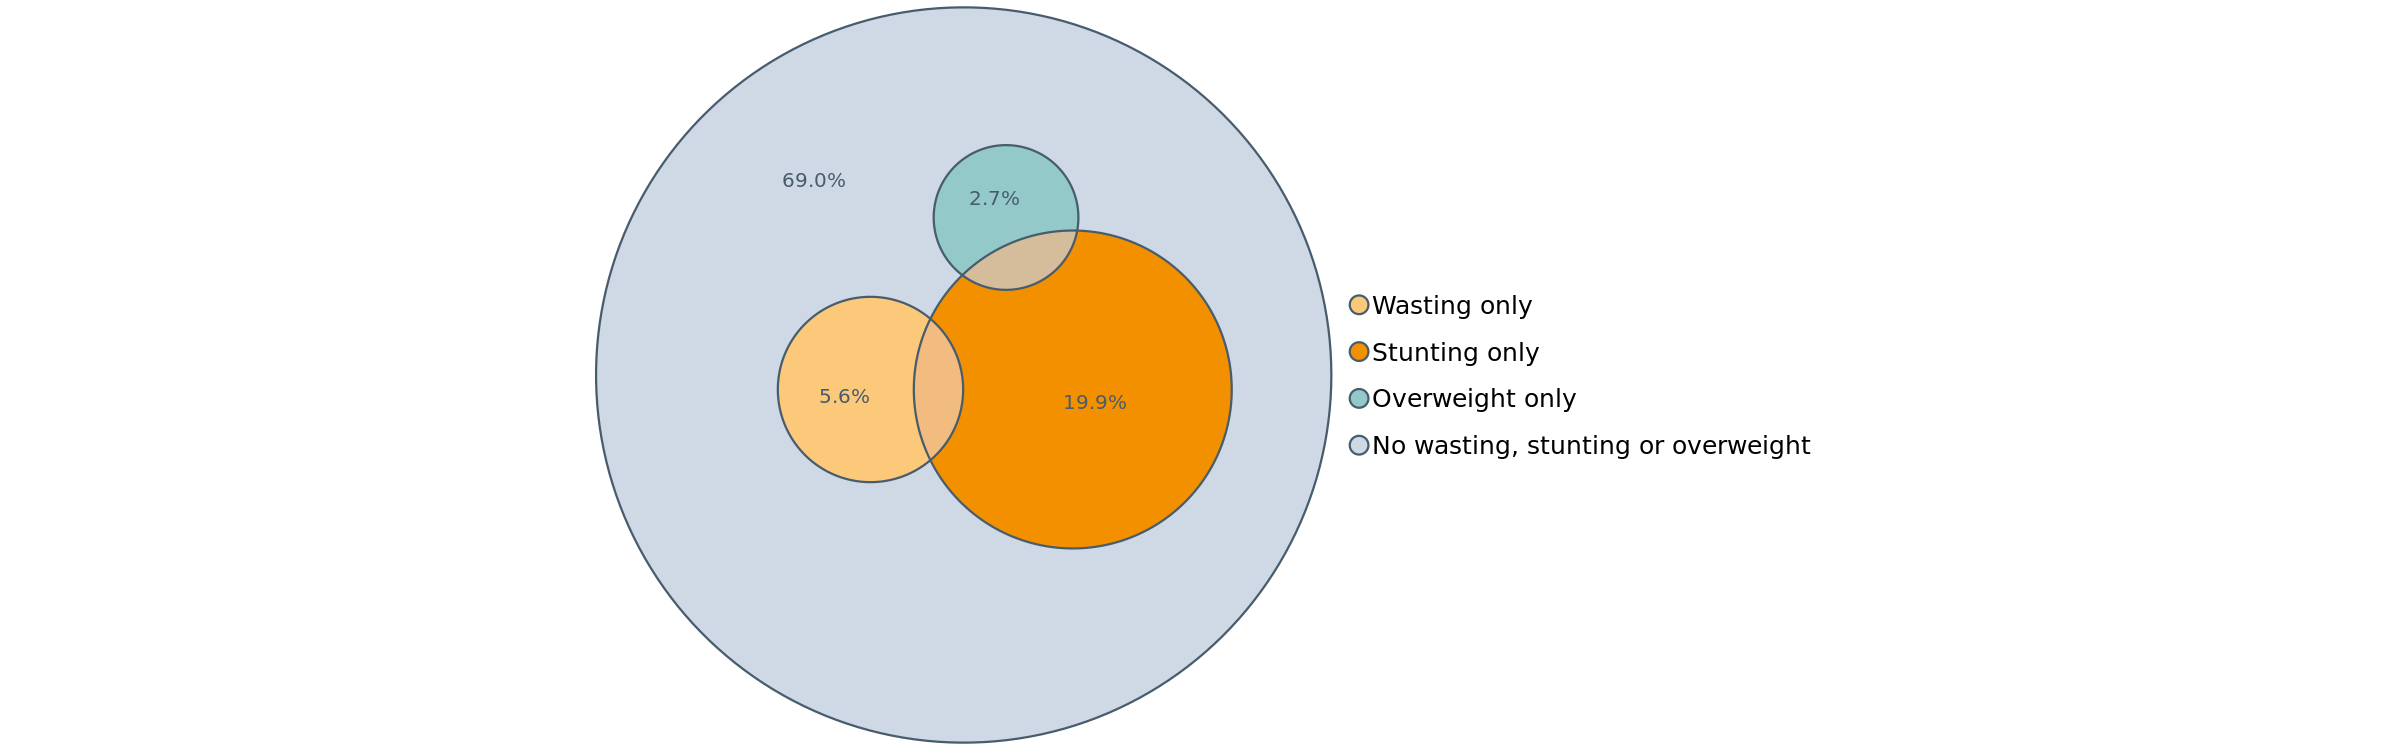 69.0%
2.7%
5.6%
19.9%
Wasting only
Stunting only
Overweight only
No wasting, stunting or overweight